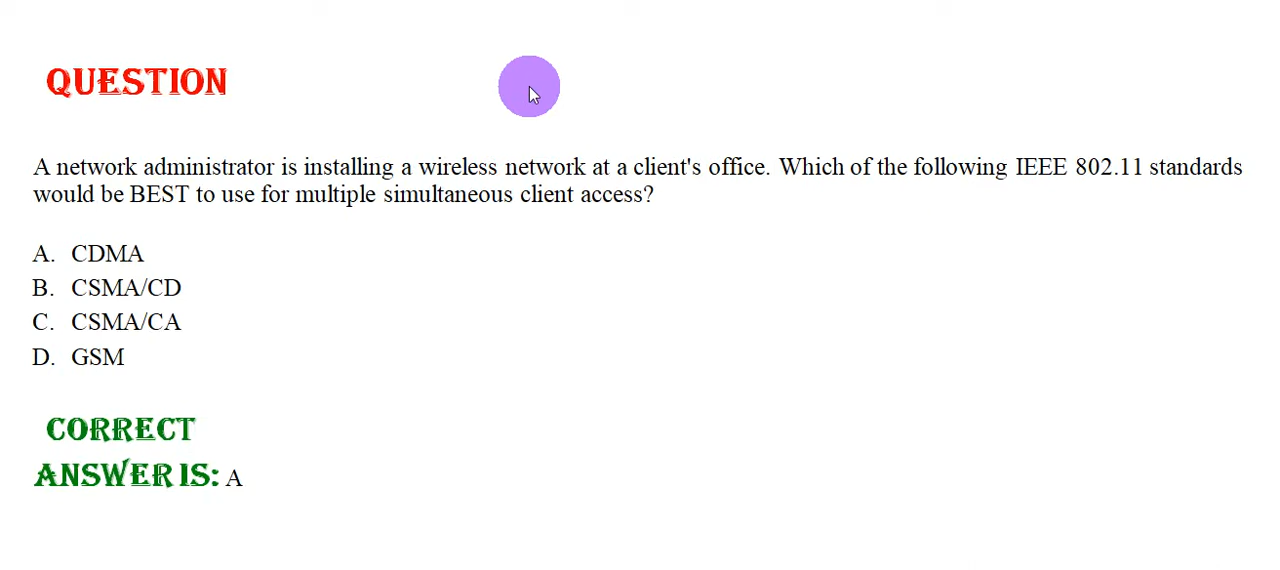 QUESTION
A network administrator is installing a wireless network at a client's office. Which of the following IEEE 802.11 standards
would be BEST to use for multiple simultaneous client access?
A. CDMA
B. CSMA/CD
C. CSMA/CA
D. GSM
CORRECT
ANSWER IS: A